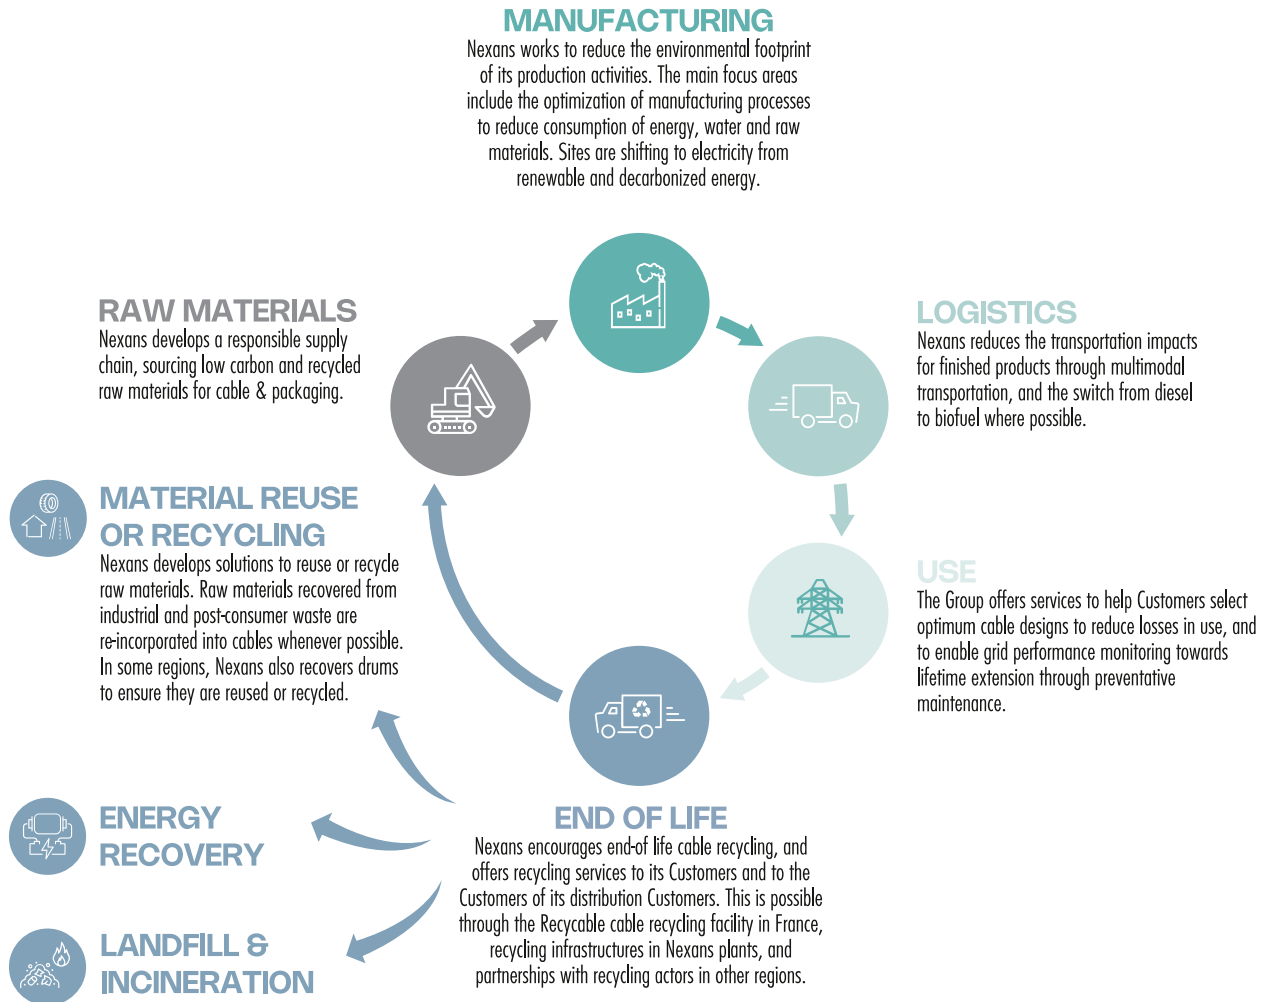 MANUFACTURING
Nexans works to reduce the environmental footprint
of its production activities. The main focus areas
include the optimization of manufacturing processes
to reduce consumption of energy, water and raw
materials. Sites are shifting to electricity from
renewable and decarbonized energy.
RAW MATERIALS
Nexans develops a responsible supply
chain, sourcing low carbon and recycled
raw materials for cable & packaging.
LOGISTICS
Nexans reduces the transportation impacts
for finished products through multimodal
transportation, and the switch from diesel
to biofuel where possible.
MATERIAL REUSE
OR RECYCLING
Nexans develops solutions to reuse or recycle
raw materials. Raw materials recovered from
industrial and post-consumer waste are
re-incorporated into cables whenever possible.
In some regions, Nexans also recovers drums
to ensure they are reused or recycled.
USE
The Group offers services to help Customers select
optimum cable designs to reduce losses in use, and
to enable grid performance monitoring towards
lifetime extension through preventative
maintenance.
ENERGY
RECOVERY
END OF LIFE
Nexans encourages end-of life cable recycling, and
offers recycling services to its Customers and to the
Customers of its distribution Customers. This is possible
through the Recycable cable recycling facility in France,
recycling infrastructures in Nexans plants, and
partnerships with recycling actors in other regions.
LANDFILL &
INCINERATION